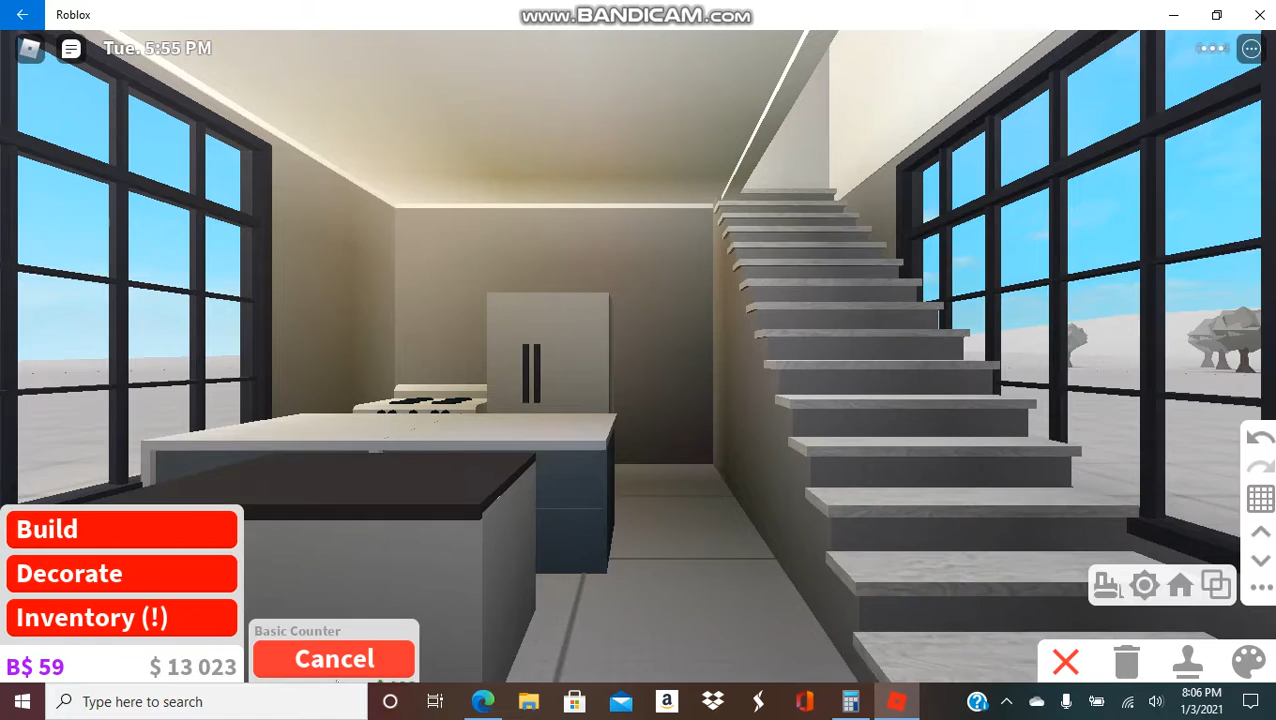 Roblox
www.BANDICAM.com
Tue. 5:55 PM
Build
Decorate
Inventory (!)
B$ 59
$ 13 023
Basic Counter
Cancel
Type here to search
8:06 PM
1/3/2021